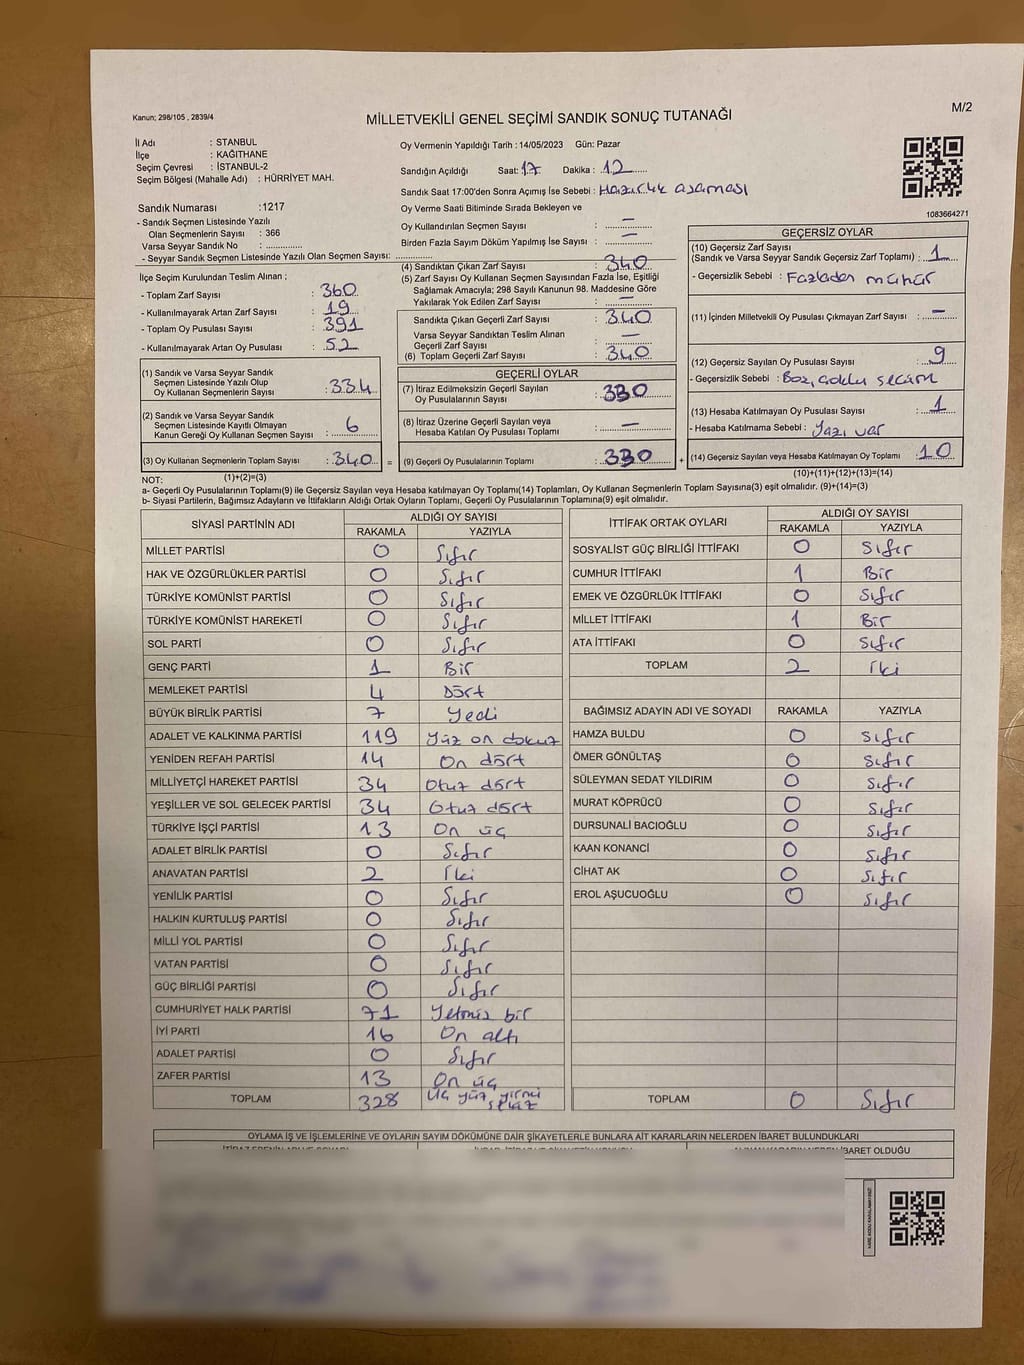 M/2
Kanun; 298/105 , 2839/4
MİLLETVEKİLİ GENEL SEÇİMİ SANDIK SONUÇ TUTANAĞI
İl Adı : STANBUL
İlçe : KAĞITHANE
Seçim Çevresi : İSTANBUL-2
Seçim Bölgesi (Mahalle Adı) : HÜRRİYET MAH.
Oy Vermenin Yapıldığı Tarih : 14/05/2023 Gün: Pazar
Sandığın Açıldığı Saat: 17 Dakika : 12
Sandık Saat 17:00'den Sonra Açımış İse Sebebi : Hazırlık aşaması
Sandık Numarası :1217
- Sandık Seçmen Listesinde Yazılı
Olan Seçmenlerin Sayısı : 366
Varsa Seyyar Sandık No : ..............
- Seyyar Sandık Seçmen Listesinde Yazılı Olan Seçmen Sayısı: ..............
Oy Verme Saati Bitiminde Sırada Bekleyen ve
Oy Kullandırılan Seçmen Sayısı : —
Birden Fazla Sayım Döküm Yapılmış İse Sayısı : —
1083664271
İlçe Seçim Kurulundan Teslim Alınan ;
- Toplam Zarf Sayısı : 360
- Kullanılmayarak Artan Zarf Sayısı : 19
- Toplam Oy Pusulası Sayısı : 391
- Kullanılmayarak Artan Oy Pusulası : 52
(1) Sandık ve Varsa Seyyar Sandık
Seçmen Listesinde Yazılı Olup
Oy Kullanan Seçmenlerin Sayısı : 334
(2) Sandık ve Varsa Seyyar Sandık
Seçmen Listesinde Kayıtlı Olmayan
Kanun Gereği Oy Kullanan Seçmen Sayısı : 6
(3) Oy Kullanan Seçmenlerin Toplam Sayısı : 340 =
(4) Sandıktan Çıkan Zarf Sayısı : 340
(5) Zarf Sayısı Oy Kullanan Seçmen Sayısından Fazla İse, Eşitliği
Sağlamak Amacıyla; 298 Sayılı Kanunun 98. Maddesine Göre
Yakılarak Yok Edilen Zarf Sayısı : —
Sandıkta Çıkan Geçerli Zarf Sayısı : 340
Varsa Seyyar Sandıktan Teslim Alınan
Geçerli Zarf Sayısı : —
(6) Toplam Geçerli Zarf Sayısı : 340
GEÇERLİ OYLAR
(7) İtiraz Edilmeksizin Geçerli Sayılan
Oy Pusulalarının Sayısı : 330
(8) İtiraz Üzerine Geçerli Sayılan veya
Hesaba Katılan Oy Pusulası Toplamı : —
(9) Geçerli Oy Pusulalarının Toplamı : 330 +
GEÇERSİZ OYLAR
(10) Geçersiz Zarf Sayısı
(Sandık ve Varsa Seyyar Sandık Geçersiz Zarf Toplamı) : 1
- Geçersizlik Sebebi : Fazladan mühür
(11) İçinden Milletvekili Oy Pusulası Çıkmayan Zarf Sayısı : —
(12) Geçersiz Sayılan Oy Pusulası Sayısı : 9
- Geçersizlik Sebebi : Boş, çoklu seçim
(13) Hesaba Katılmayan Oy Pusulası Sayısı : 1
- Hesaba Katılmama Sebebi : Yazı var
(14) Geçersiz Sayılan veya Hesaba Katılmayan Oy Toplamı : 10
NOT: (1)+(2)=(3)
(10)+(11)+(12)+(13)=(14)
a- Geçerli Oy Pusulalarının Toplamı(9) ile Geçersiz Sayılan veya Hesaba katılmayan Oy Toplamı(14) Toplamları, Oy Kullanan Seçmenlerin Toplam Sayısına(3) eşit olmalıdır. (9)+(14)=(3)
b- Siyasi Partilerin, Bağımsız Adayların ve İttifakların Aldığı Ortak Oyların Toplamı, Geçerli Oy Pusulalarının Toplamına(9) eşit olmalıdır.
SİYASİ PARTİNİN ADI ALDIĞI OY SAYISI
RAKAMLA YAZIYLA
MİLLET PARTİSİ 0 Sıfır
HAK VE ÖZGÜRLÜKLER PARTİSİ 0 Sıfır
TÜRKİYE KOMÜNİST PARTİSİ 0 Sıfır
TÜRKİYE KOMÜNİST HAREKETİ 0 Sıfır
SOL PARTİ 0 Sıfır
GENÇ PARTİ 1 Bir
MEMLEKET PARTİSİ 4 Dört
BÜYÜK BİRLİK PARTİSİ 7 Yedi
ADALET VE KALKINMA PARTİSİ 119 Yüz on dokuz
YENİDEN REFAH PARTİSİ 14 On dört
MİLLİYETÇİ HAREKET PARTİSİ 34 Otuz dört
YEŞİLLER VE SOL GELECEK PARTİSİ 34 Otuz dört
TÜRKİYE İŞÇİ PARTİSİ 13 On üç
ADALET BİRLİK PARTİSİ 0 Sıfır
ANAVATAN PARTİSİ 2 İki
YENİLİK PARTİSİ 0 Sıfır
HALKIN KURTULUŞ PARTİSİ 0 Sıfır
MİLLİ YOL PARTİSİ 0 Sıfır
VATAN PARTİSİ 0 Sıfır
GÜÇ BİRLİĞİ PARTİSİ 0 Sıfır
CUMHURİYET HALK PARTİSİ 71 Yetmiş bir
İYİ PARTİ 16 On altı
ADALET PARTİSİ 0 Sıfır
ZAFER PARTİSİ 13 On üç
TOPLAM 328 Üç yüz yirmi sekiz
İTTİFAK ORTAK OYLARI ALDIĞI OY SAYISI
RAKAMLA YAZIYLA
SOSYALİST GÜÇ BİRLİĞİ İTTİFAKI 0 Sıfır
CUMHUR İTTİFAKI 1 Bir
EMEK VE ÖZGÜRLÜK İTTİFAKI 0 Sıfır
MİLLET İTTİFAKI 1 Bir
ATA İTTİFAKI 0 Sıfır
TOPLAM 2 İki
BAĞIMSIZ ADAYIN ADI VE SOYADI RAKAMLA YAZIYLA
HAMZA BULDU 0 Sıfır
ÖMER GÖNÜLTAŞ 0 Sıfır
SÜLEYMAN SEDAT YILDIRIM 0 Sıfır
MURAT KÖPRÜCÜ 0 Sıfır
DURSUNALİ BACIOĞLU 0 Sıfır
KAAN KONANCİ 0 Sıfır
CİHAT AK 0 Sıfır
EROL AŞUCUOĞLU 0 Sıfır
TOPLAM 0 Sıfır
OYLAMA İŞ VE İŞLEMLERİNE VE OYLARIN SAYIM DÖKÜMÜNE DAİR ŞİKAYETLERLE BUNLARA AİT KARARLARIN NELERDEN İBARET BULUNDUKLARI
İBARET OLDUĞU